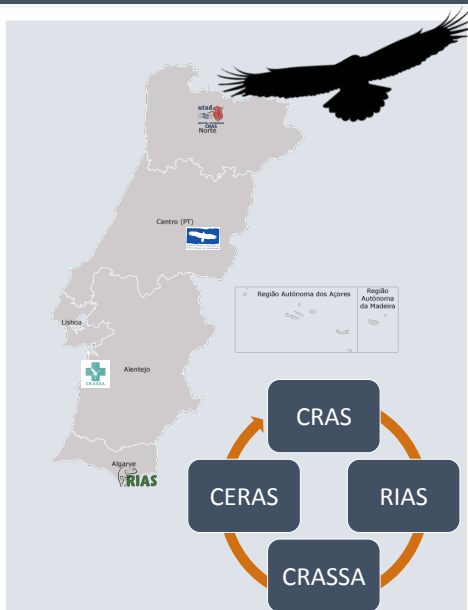 utad
CRAS
Norte
Centro (PT)
Região Autónoma dos Açores
Região
Autónoma
da Madeira
Lisboa
CRASSA
Alentejo
Algarve
RIAS
CRAS
CERAS
RIAS
CRASSA